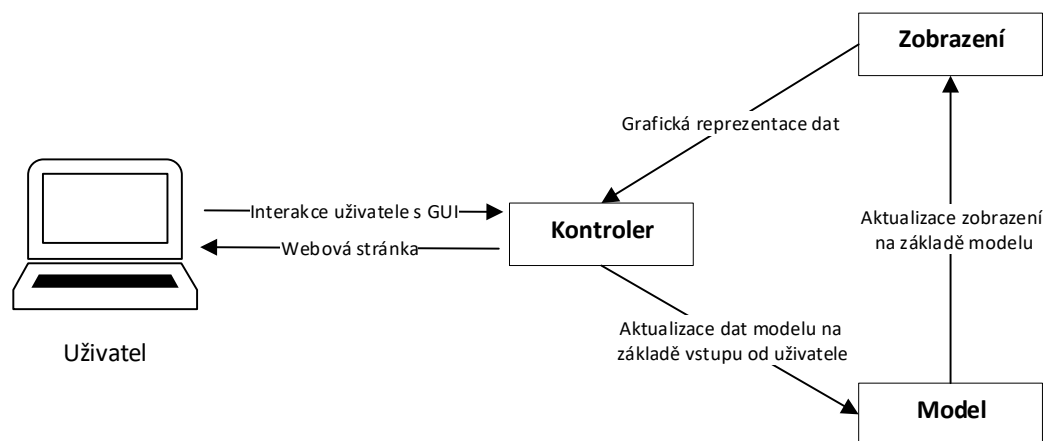 Zobrazení
Grafická reprezentace dat
Interakce uživatele s GUI
Kontroler
Webová stránka
Aktualizace zobrazení
na základě modelu
Uživatel
Aktualizace dat modelu na
základě vstupu od uživatele
Model